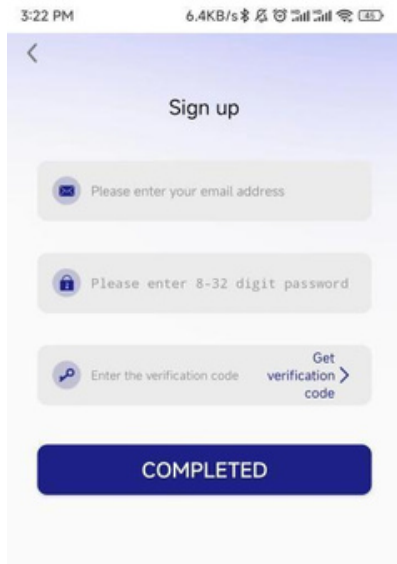 3:22 PM 6.4KB/s 45
Sign up
Please enter your email address
Please enter 8-32 digit password
Enter the verification code
Get
verification
code
COMPLETED